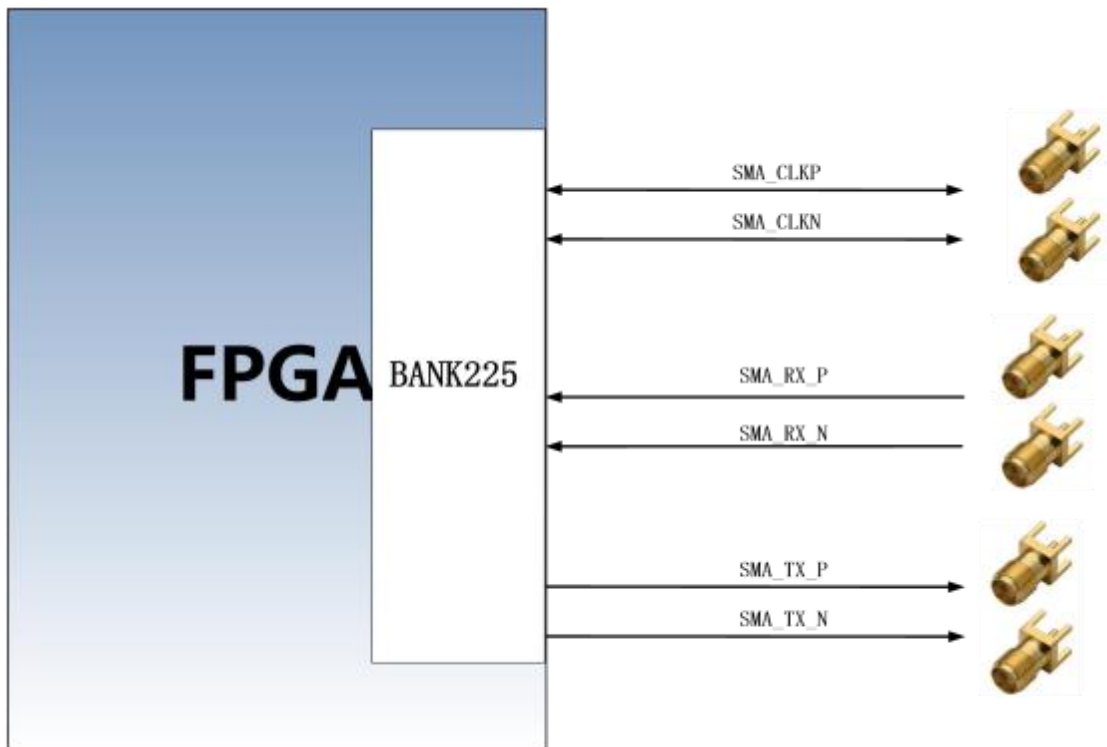 SMA_CLKP
SMA_CLKN
FPGA
BANK225
SMA_RX_P
SMA_RX_N
SMA_TX_P
SMA_TX_N